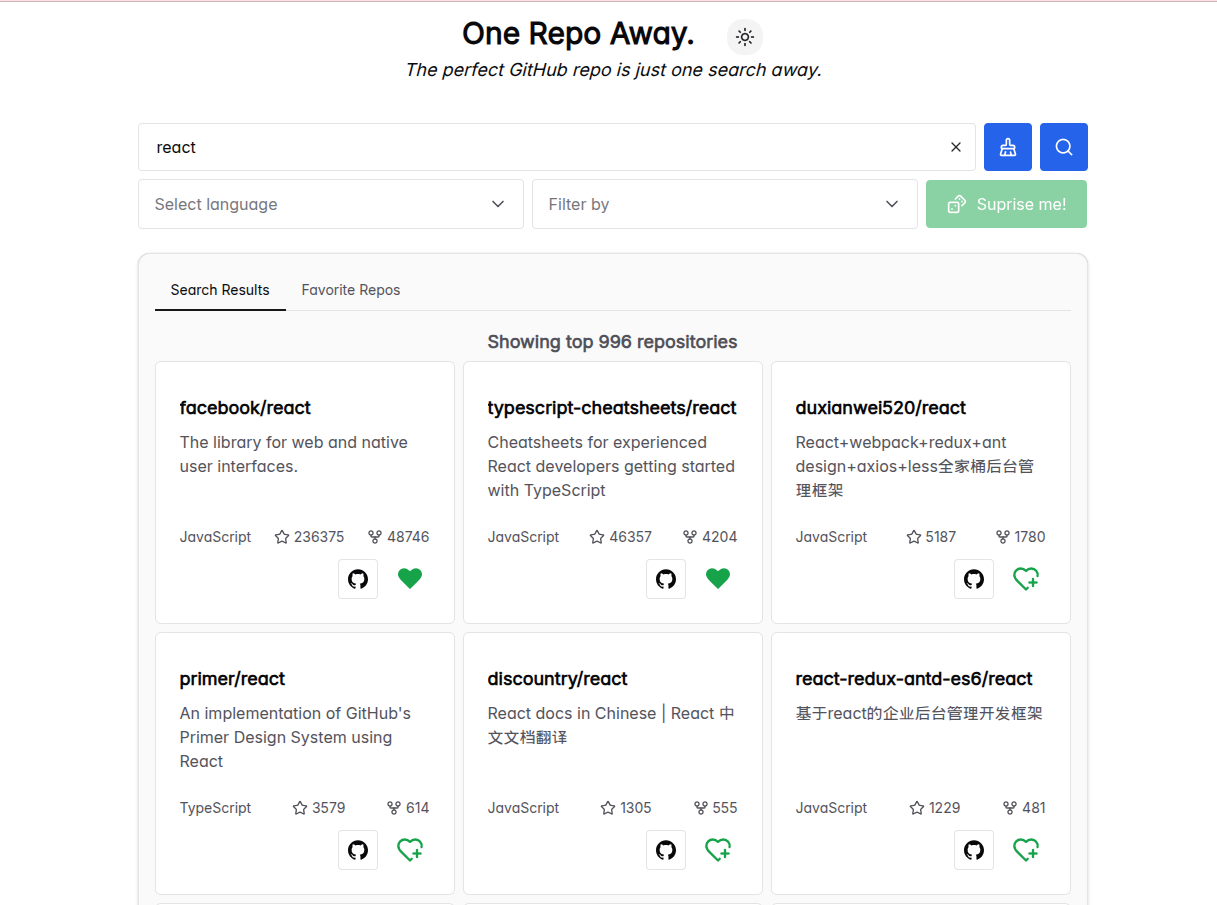 One Repo Away.
The perfect GitHub repo is just one search away.
react
Select language
Filter by
Suprise me!
Search Results
Favorite Repos
Showing top 996 repositories
facebook/react
The library for web and native
user interfaces.
JavaScript
236375
48746
typescript-cheatsheets/react
Cheatsheets for experienced
React developers getting started
with TypeScript
JavaScript
46357
4204
duxianwei520/react
React+webpack+redux+ant
design+axios+less全家桶后台管
理框架
JavaScript
5187
1780
primer/react
An implementation of GitHub's
Primer Design System using
React
TypeScript
3579
614
discountry/react
React docs in Chinese | React 中
文文档翻译
JavaScript
1305
555
react-redux-antd-es6/react
基于react的企业后台管理开发框架
JavaScript
1229
481